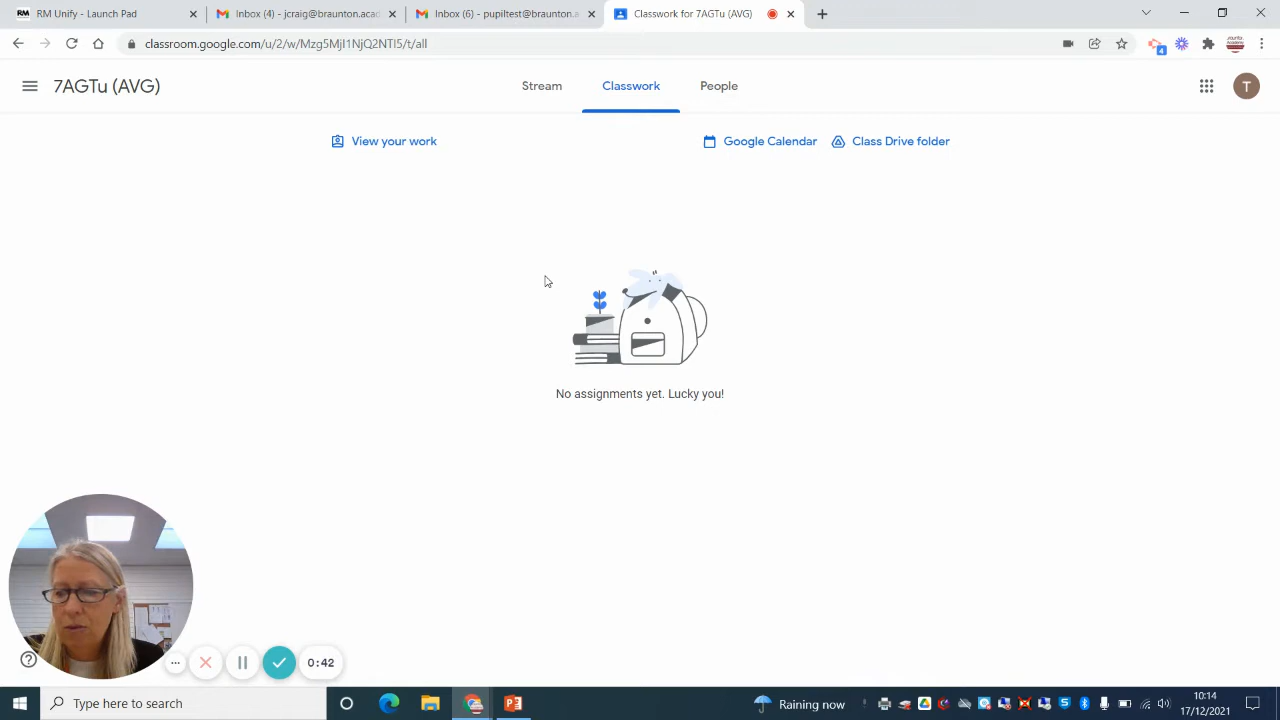 RM Unify - Launch Pad
Inbox (4) - jcraig@braunton.acad
Inbox (6) - pupiltest@braunton.a
Classwork for 7AGTu (AVG)
classroom.google.com/u/2/w/Mzg5MjI1NjQ2NTI5/t/all
4
7AGTu (AVG)
Stream
Classwork
People
T
View your work
Google Calendar
Class Drive folder
No assignments yet. Lucky you!
0:42
Type here to search
Raining now
10:14
17/12/2021